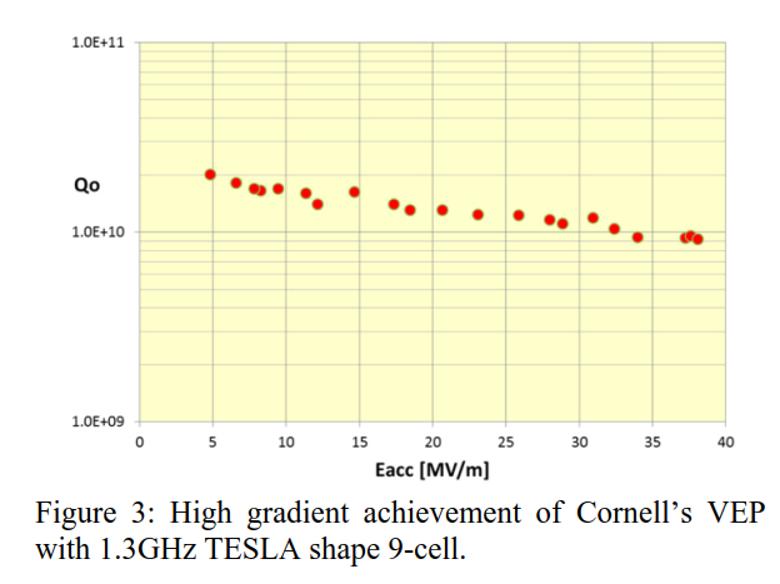 1.0E+11
Qo
1.0E+10
1.0E+09
0 5 10 15 20 25 30 35 40
Eacc [MV/m]
Figure 3: High gradient achievement of Cornell’s VEP
with 1.3GHz TESLA shape 9-cell.